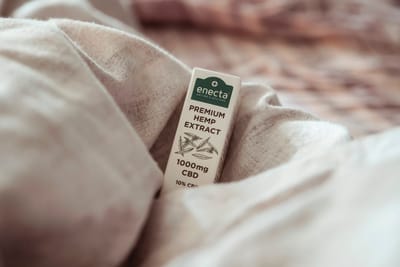 enecta
PREMIUM
HEMP
EXTRACT
1000mg
CBD
10% CBD